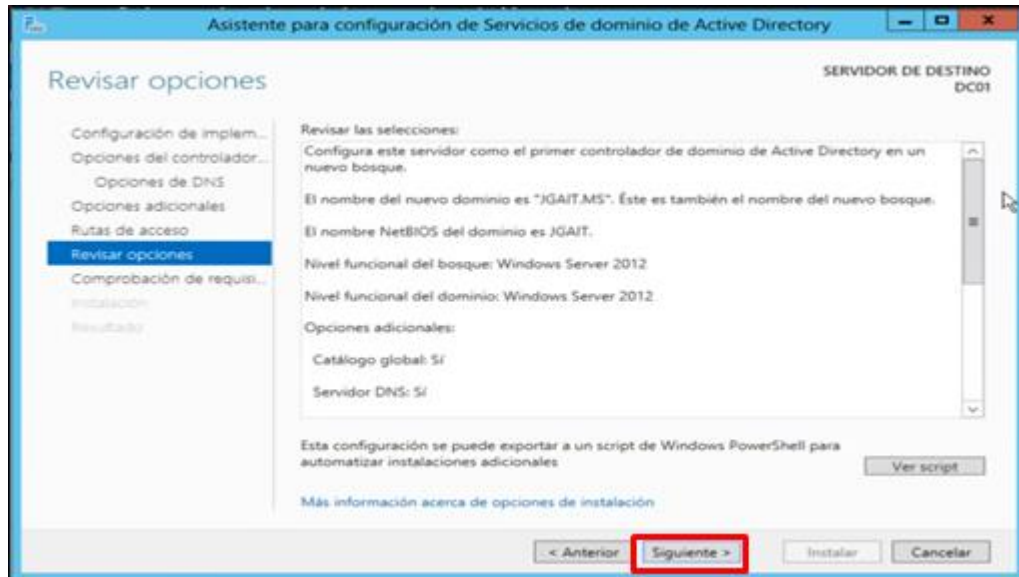 Asistente para configuración de Servicios de dominio de Active Directory
Revisar opciones
SERVIDOR DE DESTINO
DC01
Configuración de implem...
Opciones del controlador...
Opciones de DNS
Opciones adicionales
Rutas de acceso
Revisar opciones
Comprobación de requisi...
Instalación
Resultado
Revisar las selecciones:
Configura este servidor como el primer controlador de dominio de Active Directory en un
nuevo bosque.
El nombre del nuevo dominio es "JGAIT.MS". Éste es también el nombre del nuevo bosque.
El nombre NetBIOS del dominio es JGAIT.
Nivel funcional del bosque: Windows Server 2012
Nivel funcional del dominio: Windows Server 2012
Opciones adicionales:
Catálogo global: Sí
Servidor DNS: Sí
Esta configuración se puede exportar a un script de Windows PowerShell para
automatizar instalaciones adicionales
Ver script
Más información acerca de opciones de instalación
< Anterior
Siguiente >
Instalar
Cancelar